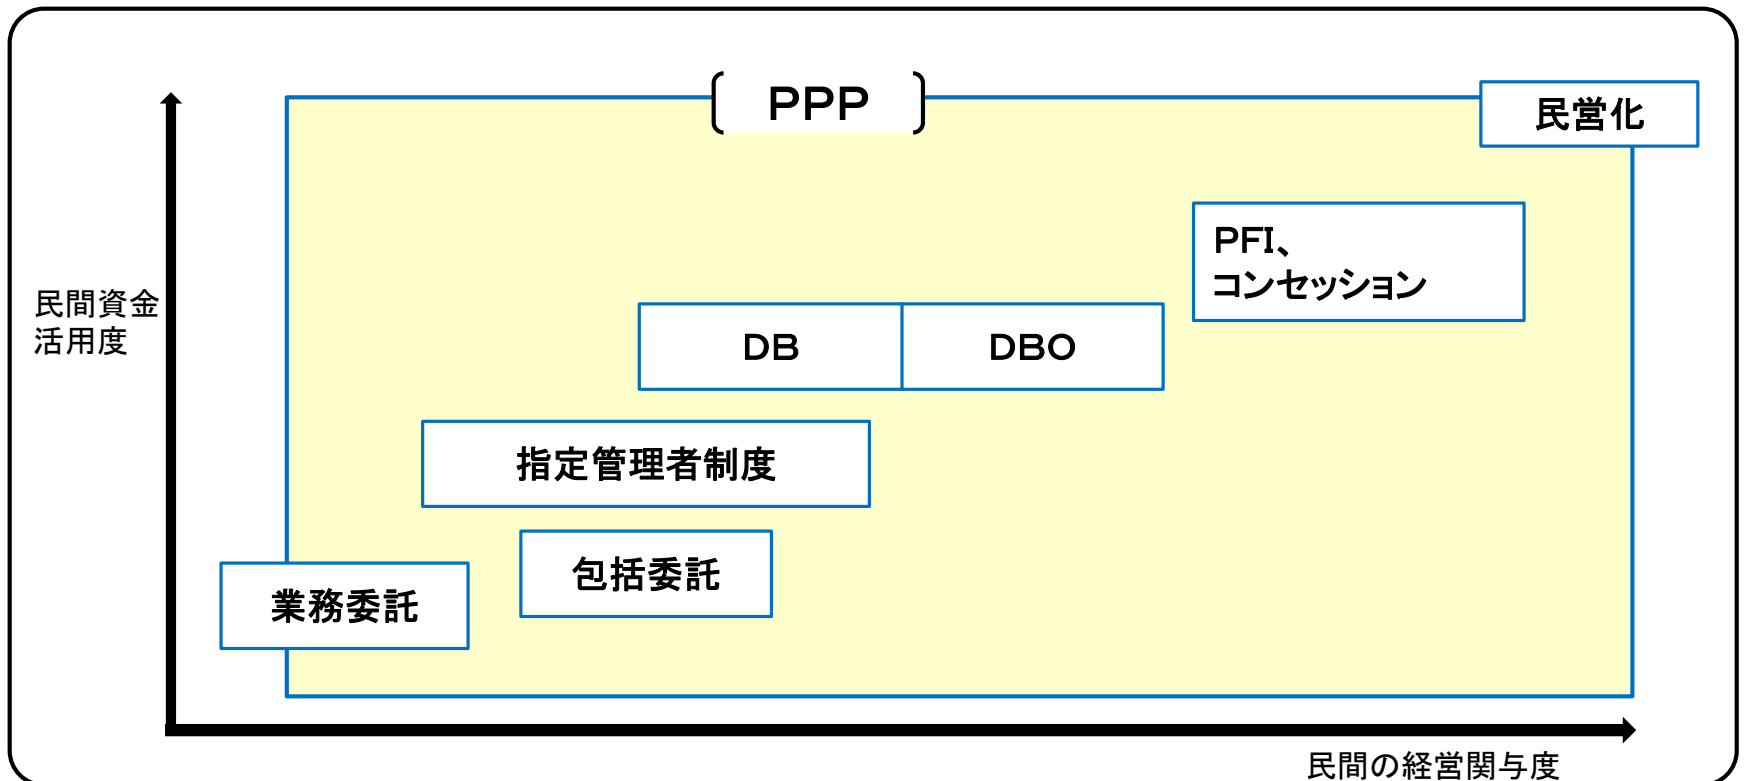 PPP
民営化
PFI、
コンセッション
民間資金
活用度
DB
DBO
指定管理者制度
包括委託
業務委託
民間の経営関与度